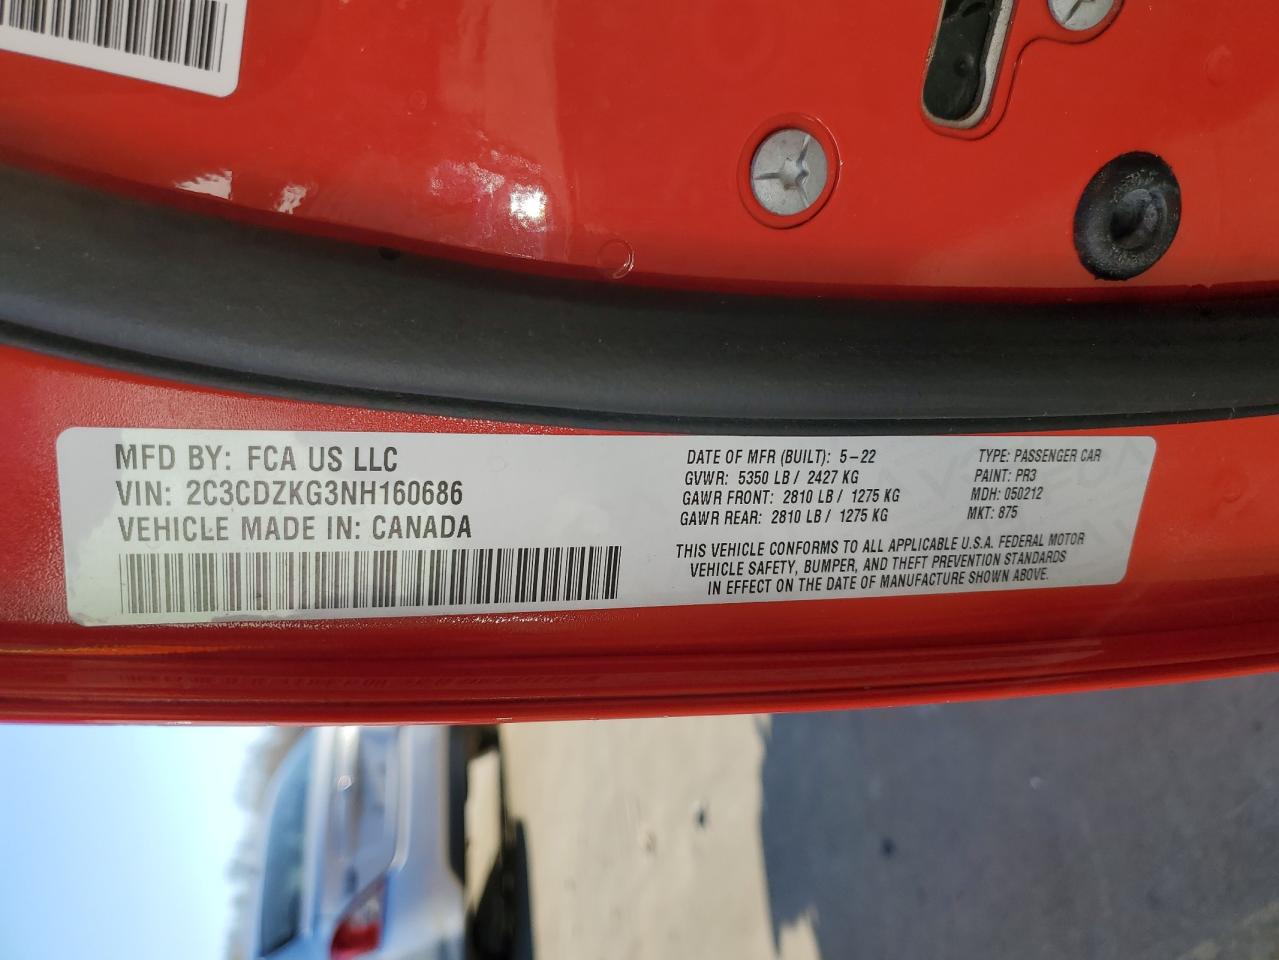 MFD BY: FCA US LLC
VIN: 2C3CDZKG3NH160686
VEHICLE MADE IN: CANADA
DATE OF MFR (BUILT): 5-22
GVWR: 5350 LB / 2427 KG
GAWR FRONT: 2810 LB / 1275 KG
GAWR REAR: 2810 LB / 1275 KG
TYPE: PASSENGER CAR
PAINT: PR3
MDH: 050212
MKT: 875
THIS VEHICLE CONFORMS TO ALL APPLICABLE U.S.A. FEDERAL MOTOR
VEHICLE SAFETY, BUMPER, AND THEFT PREVENTION STANDARDS
IN EFFECT ON THE DATE OF MANUFACTURE SHOWN ABOVE.